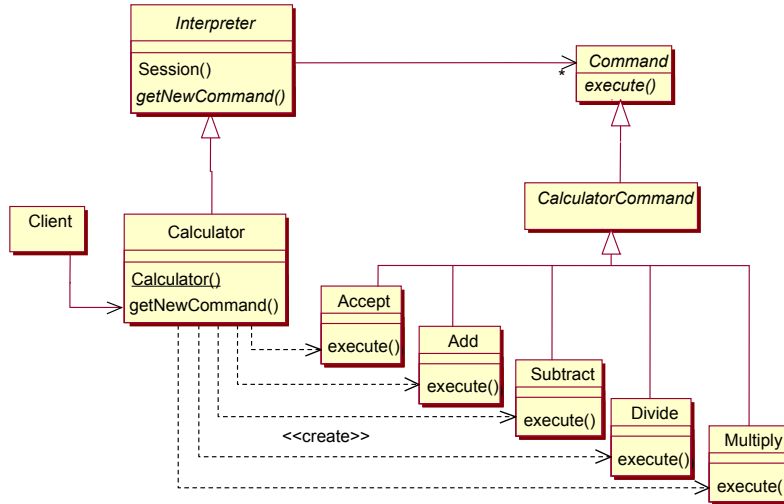 Interpreter
Session()
getNewCommand()
*
Command
execute()
CalculatorCommand
Client
Calculator
Calculator()
getNewCommand()
Accept
execute()
Add
execute()
Subtract
execute()
<<create>>
Divide
execute()
Multiply
execute()